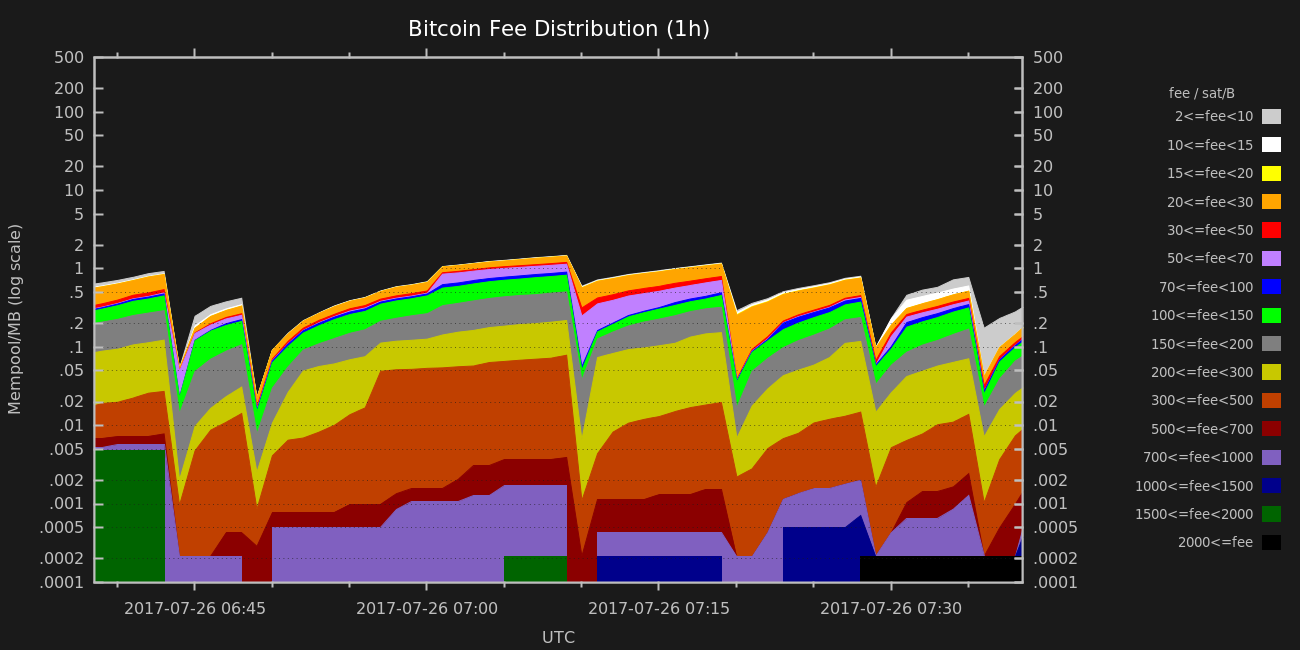 Bitcoin Fee Distribution (1h)
Mempool/MB (log scale)
500 500
200 200
100 100
50 50
20 20
10 10
5 5
2 2
1 1
.5 .5
.2 .2
.1 .1
.05 .05
.02 .02
.01 .01
.005 .005
.002 .002
.001 .001
.0005 .0005
.0002 .0002
.0001 .0001
2017-07-26 06:45 2017-07-26 07:00 2017-07-26 07:15 2017-07-26 07:30
UTC
fee / sat/B
2<=fee<10
10<=fee<15
15<=fee<20
20<=fee<30
30<=fee<50
50<=fee<70
70<=fee<100
100<=fee<150
150<=fee<200
200<=fee<300
300<=fee<500
500<=fee<700
700<=fee<1000
1000<=fee<1500
1500<=fee<2000
2000<=fee